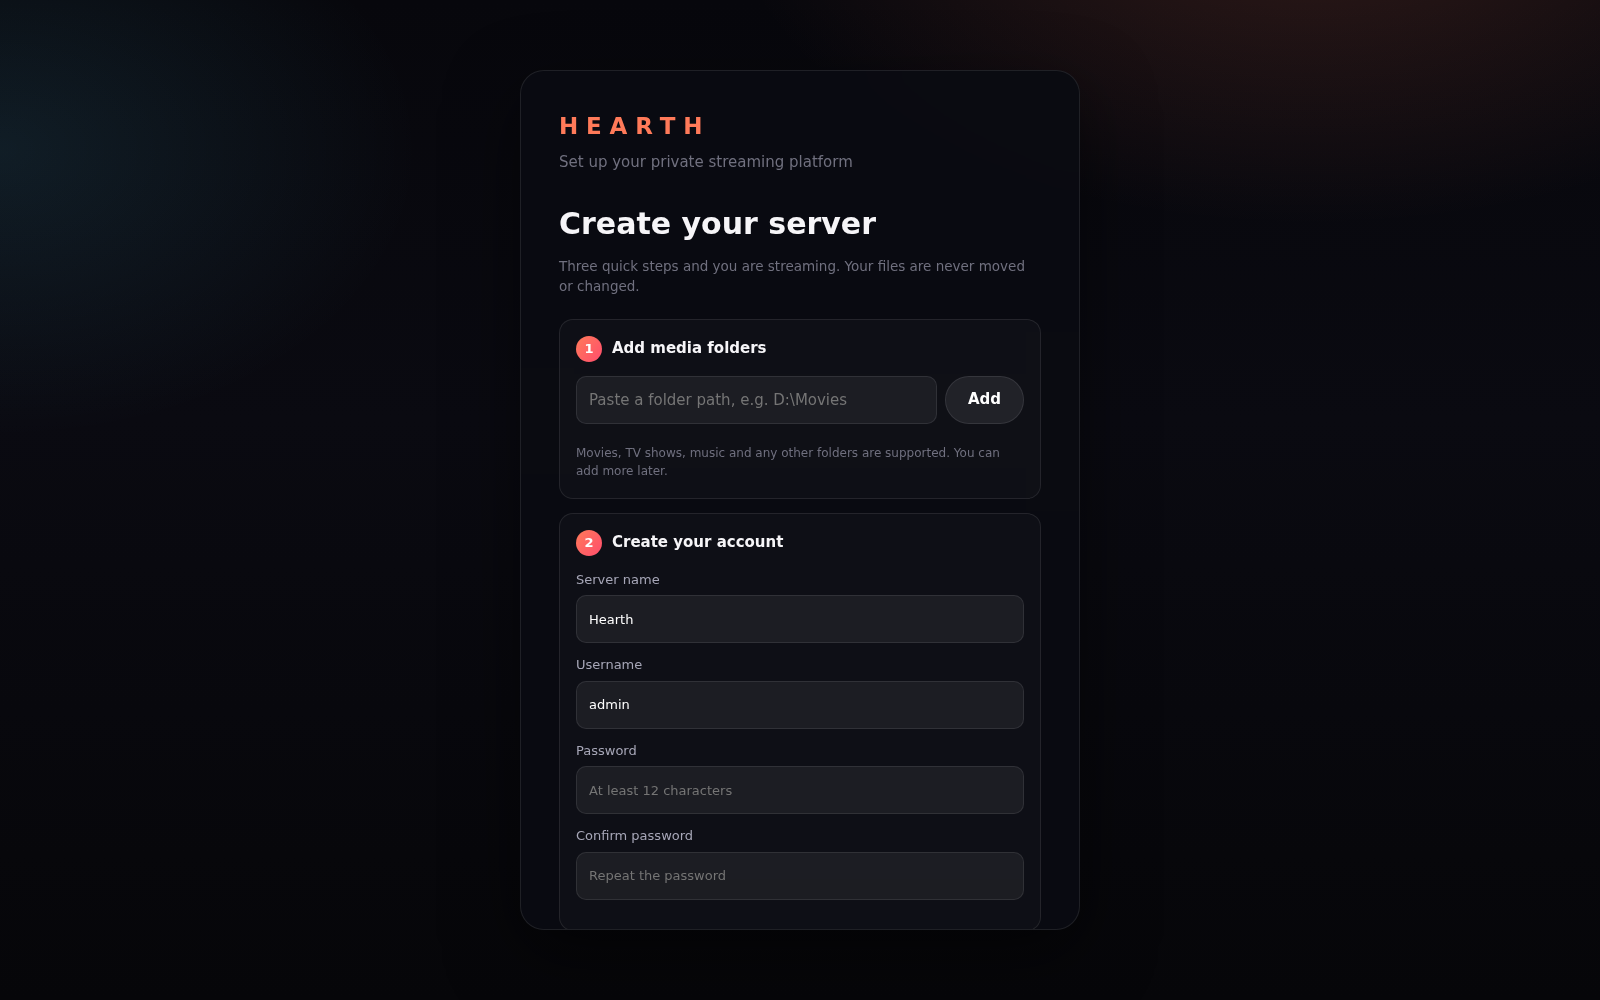 HEARTH
Set up your private streaming platform
Create your server
Three quick steps and you are streaming. Your files are never moved
or changed.
1 Add media folders
Paste a folder path, e.g. D:\Movies Add
Movies, TV shows, music and any other folders are supported. You can
add more later.
2 Create your account
Server name
Hearth
Username
admin
Password
At least 12 characters
Confirm password
Repeat the password